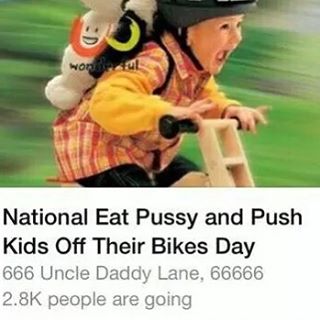 wonderful
National Eat Pussy and Push
Kids Off Their Bikes Day
666 Uncle Daddy Lane, 66666
2.8K people are going